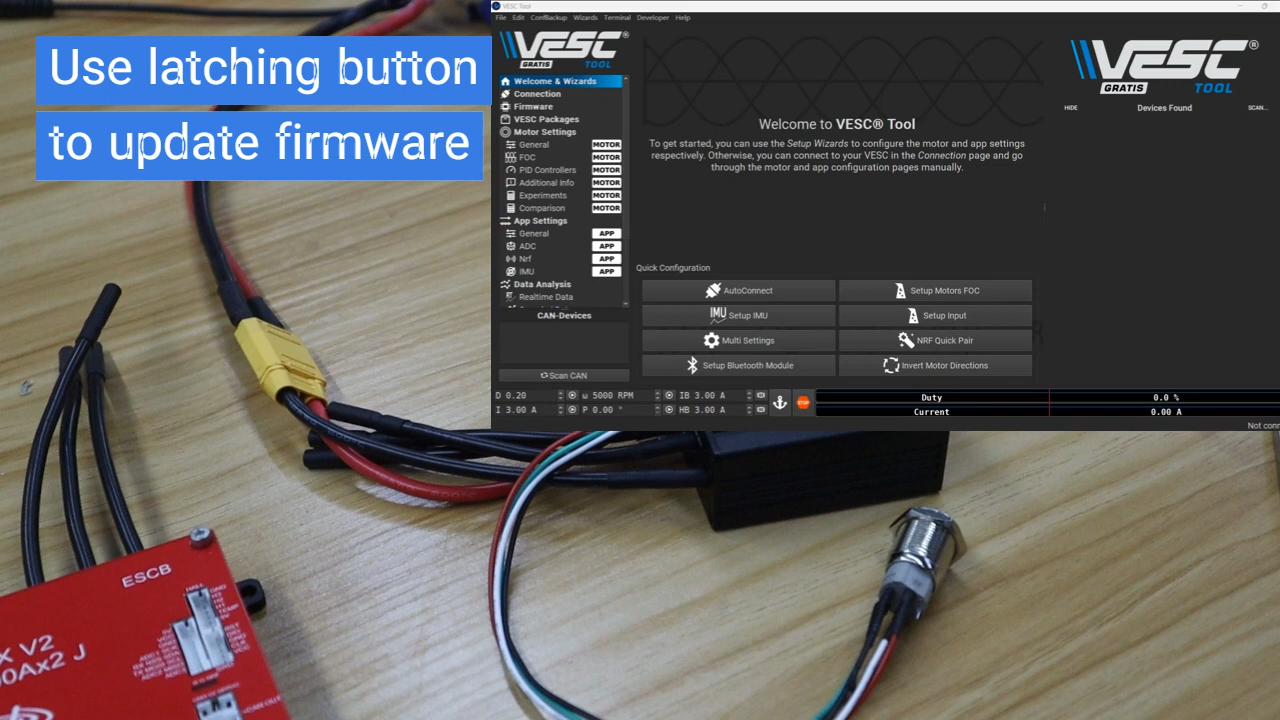 Use latching button
to update firmware
VESC Tool
File Edit ConfBackup Wizards Terminal Developer Help
VESC®
GRATIS TOOL
Welcome & Wizards
Connection
Firmware
VESC Packages
Motor Settings
General MOTOR
FOC MOTOR
PID Controllers MOTOR
Additional Info MOTOR
Experiments MOTOR
Comparison MOTOR
App Settings
General APP
ADC APP
Nrf APP
IMU APP
Data Analysis
Realtime Data
CAN-Devices
Scan CAN
Welcome to VESC® Tool
To get started, you can use the Setup Wizards to configure the motor and app settings
respectively. Otherwise, you can connect to your VESC in the Connection page and go
through the motor and app configuration pages manually.
Quick Configuration
AutoConnect Setup Motors FOC
IMU Setup IMU Setup Input
Multi Settings NRF Quick Pair
Setup Bluetooth Module Invert Motor Directions
VESC®
GRATIS TOOL
HIDE Devices Found SCAN...
D 0.20 ω 5000 RPM IB 3.00 A
I 3.00 A P 0.00 ° HB 3.00 A
STOP
Duty 0.0 %
Current 0.00 A
Not conn
ESCB
HALL
x V2
00Ax2 J